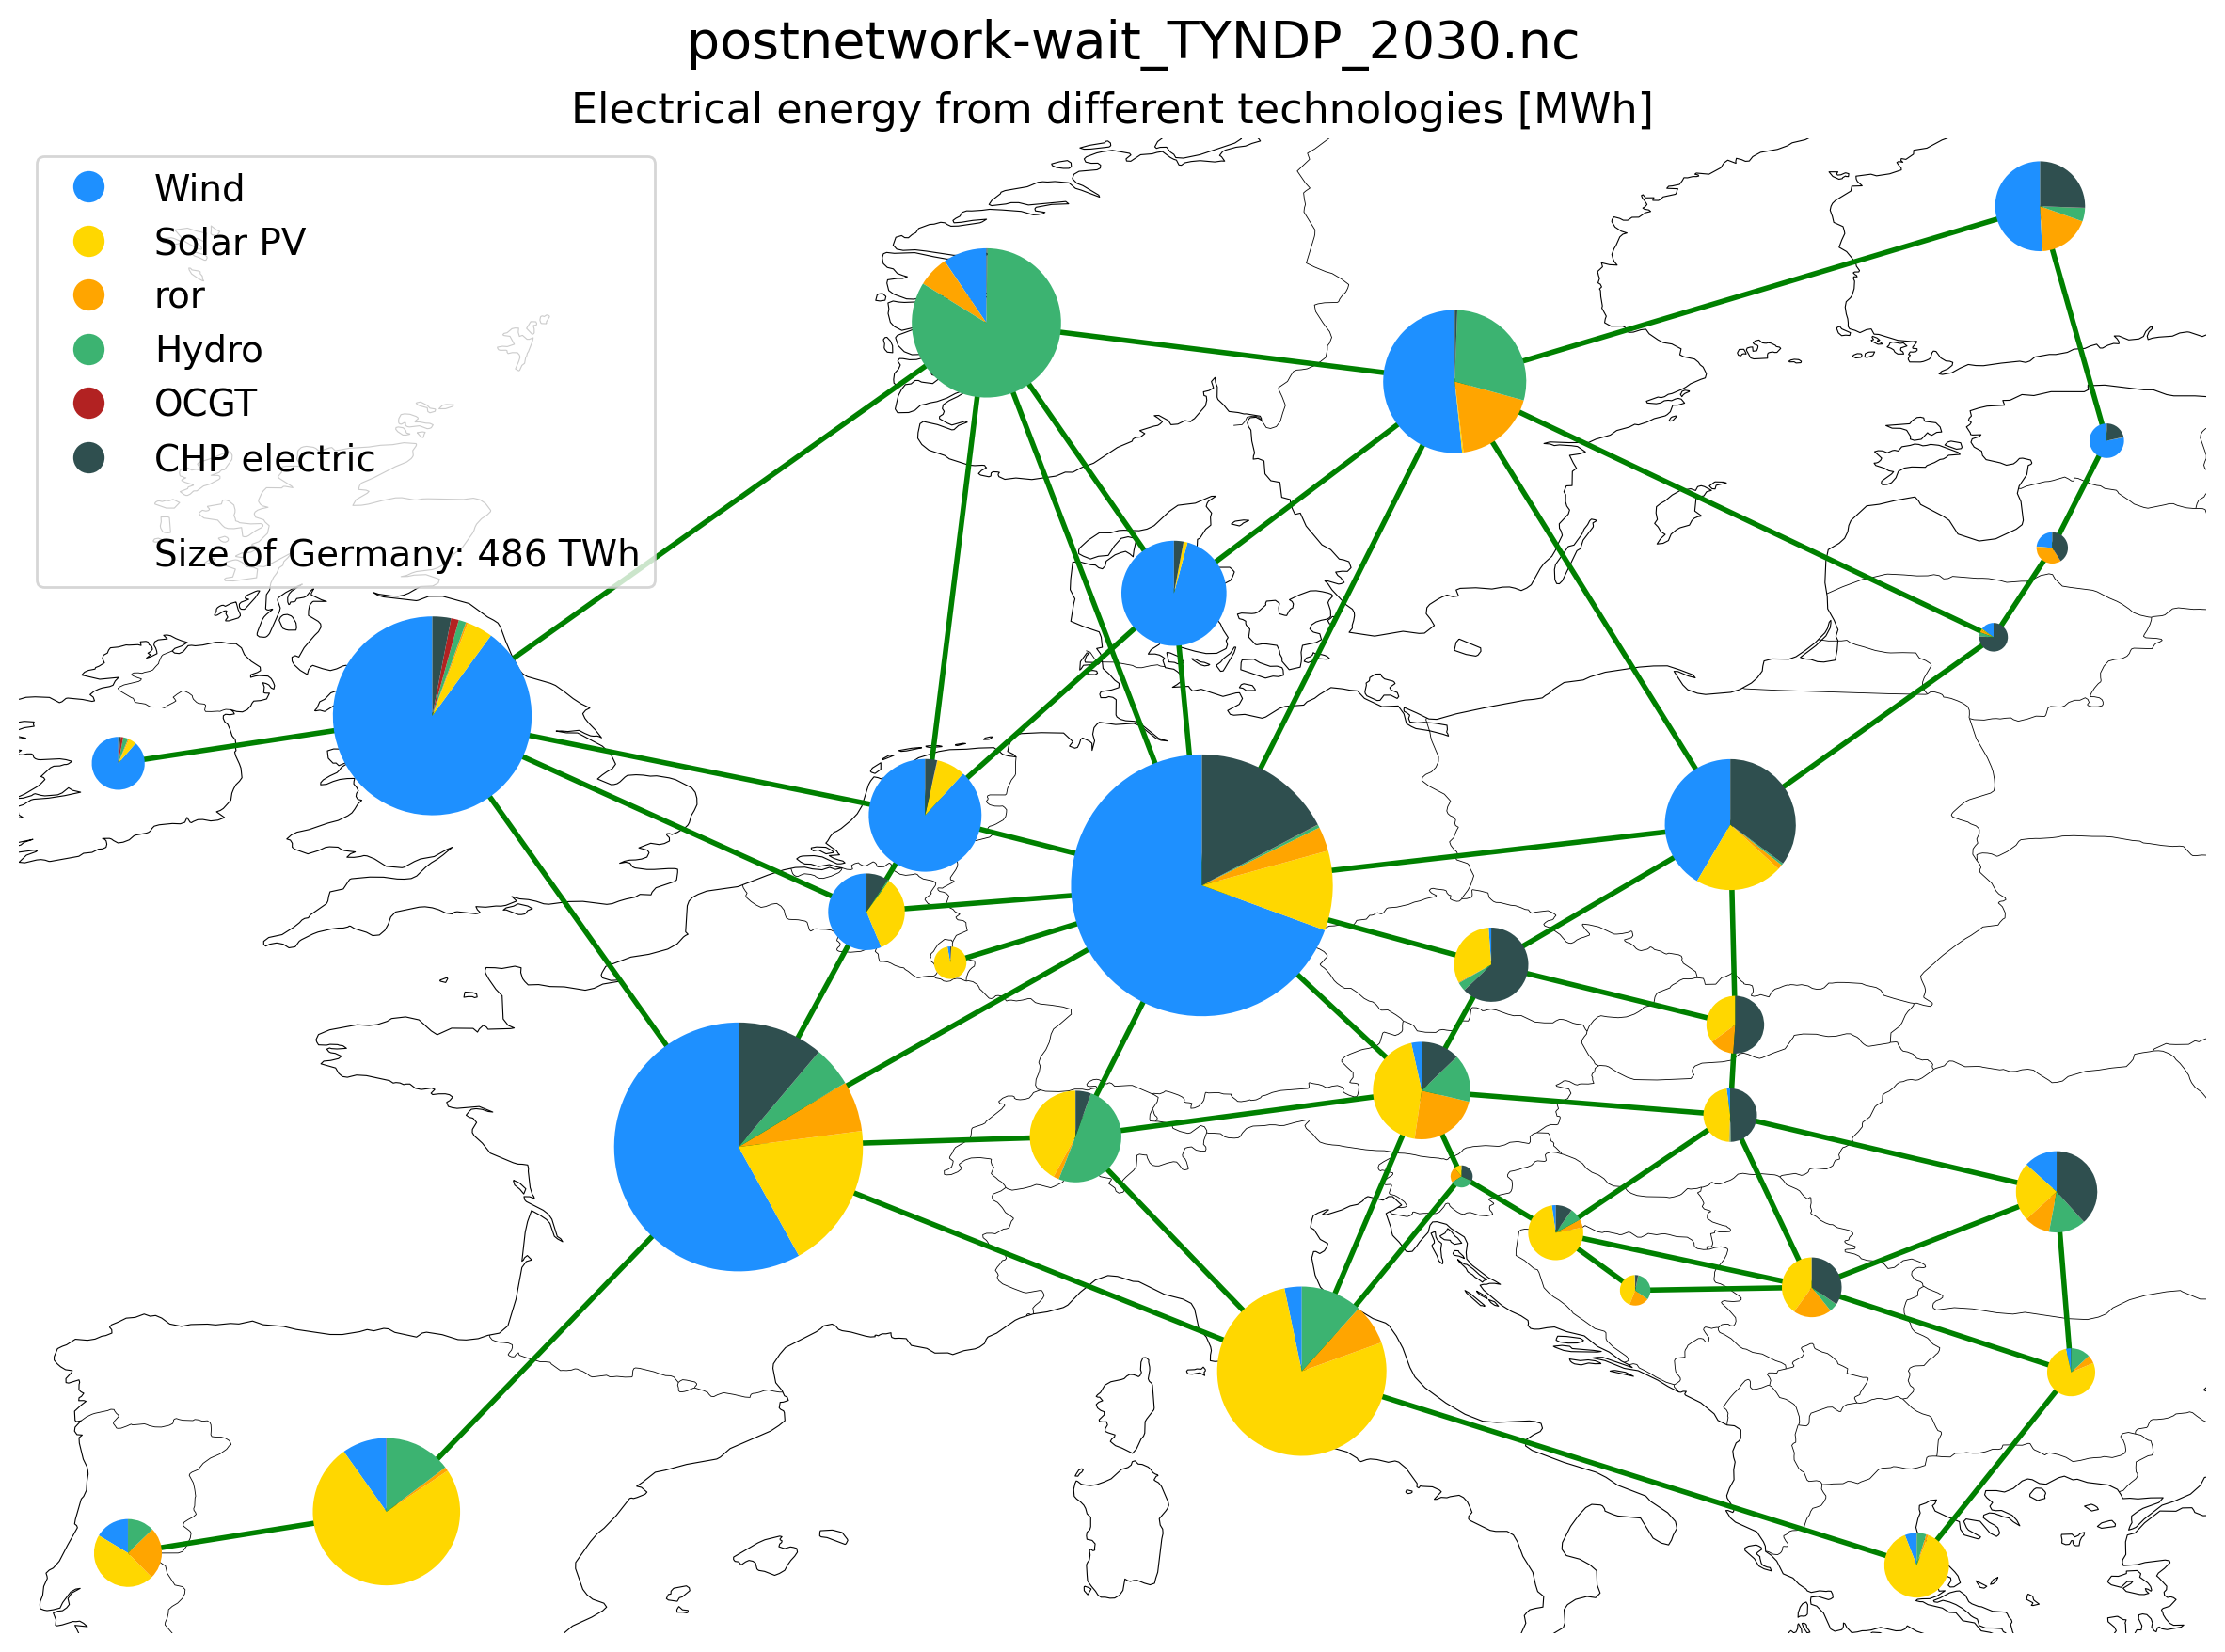 postnetwork-wait_TYNDP_2030.nc
Electrical energy from different technologies [MWh]
Wind
Solar PV
ror
Hydro
OCGT
CHP electric
Size of Germany: 486 TWh